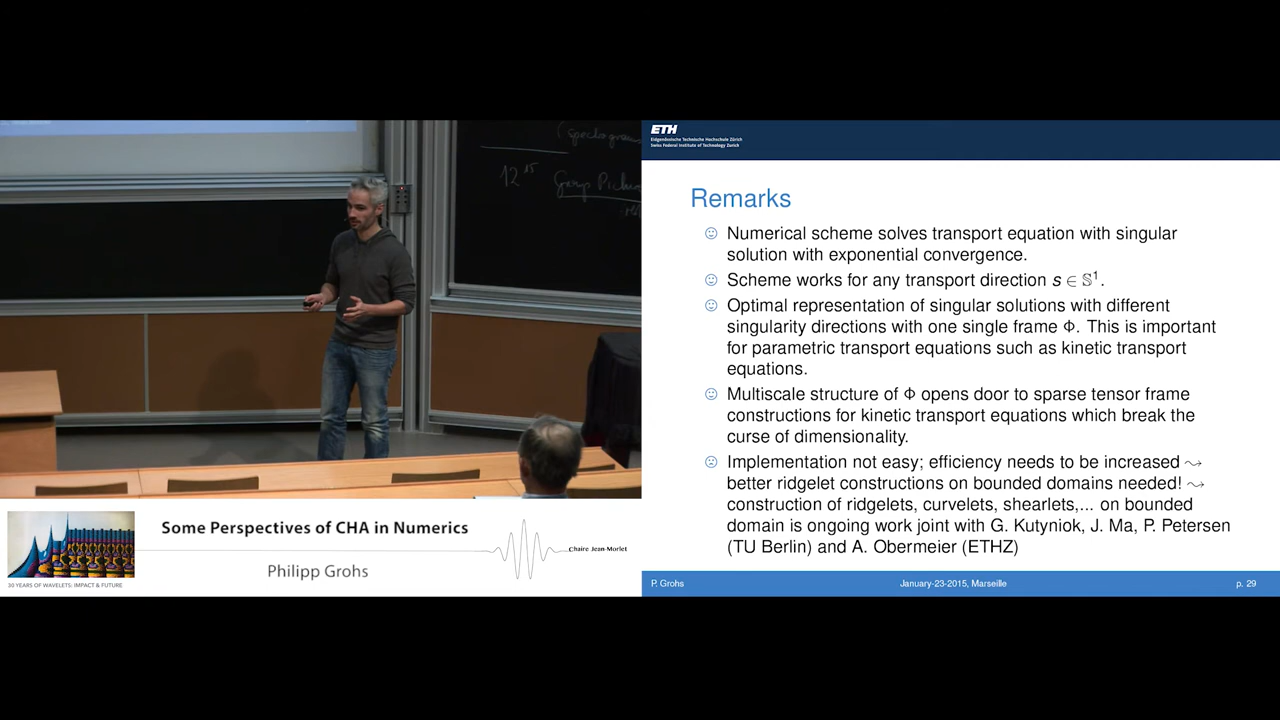 12 15
ETH
Eidgenössische Technische Hochschule Zürich
Swiss Federal Institute of Technology Zurich
Remarks
Numerical scheme solves transport equation with singular
solution with exponential convergence.
Scheme works for any transport direction s ∈ 𝕊¹.
Optimal representation of singular solutions with different
singularity directions with one single frame Φ. This is important
for parametric transport equations such as kinetic transport
equations.
Multiscale structure of Φ opens door to sparse tensor frame
constructions for kinetic transport equations which break the
curse of dimensionality.
Implementation not easy; efficiency needs to be increased ⇝
better ridgelet constructions on bounded domains needed! ⇝
construction of ridgelets, curvelets, shearlets,... on bounded
domain is ongoing work joint with G. Kutyniok, J. Ma, P. Petersen
(TU Berlin) and A. Obermeier (ETHZ)
P. Grohs January-23-2015, Marseille p. 29
Some Perspectives of CHA in Numerics
Chaire Jean-Morlet
Philipp Grohs
30 YEARS OF WAVELETS: IMPACT & FUTURE